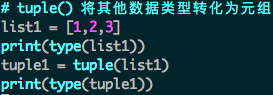 # tuple() 将其他数据类型转化为元组
list1 = [1,2,3]
print(type(list1))
tuple1 = tuple(list1)
print(type(tuple1))